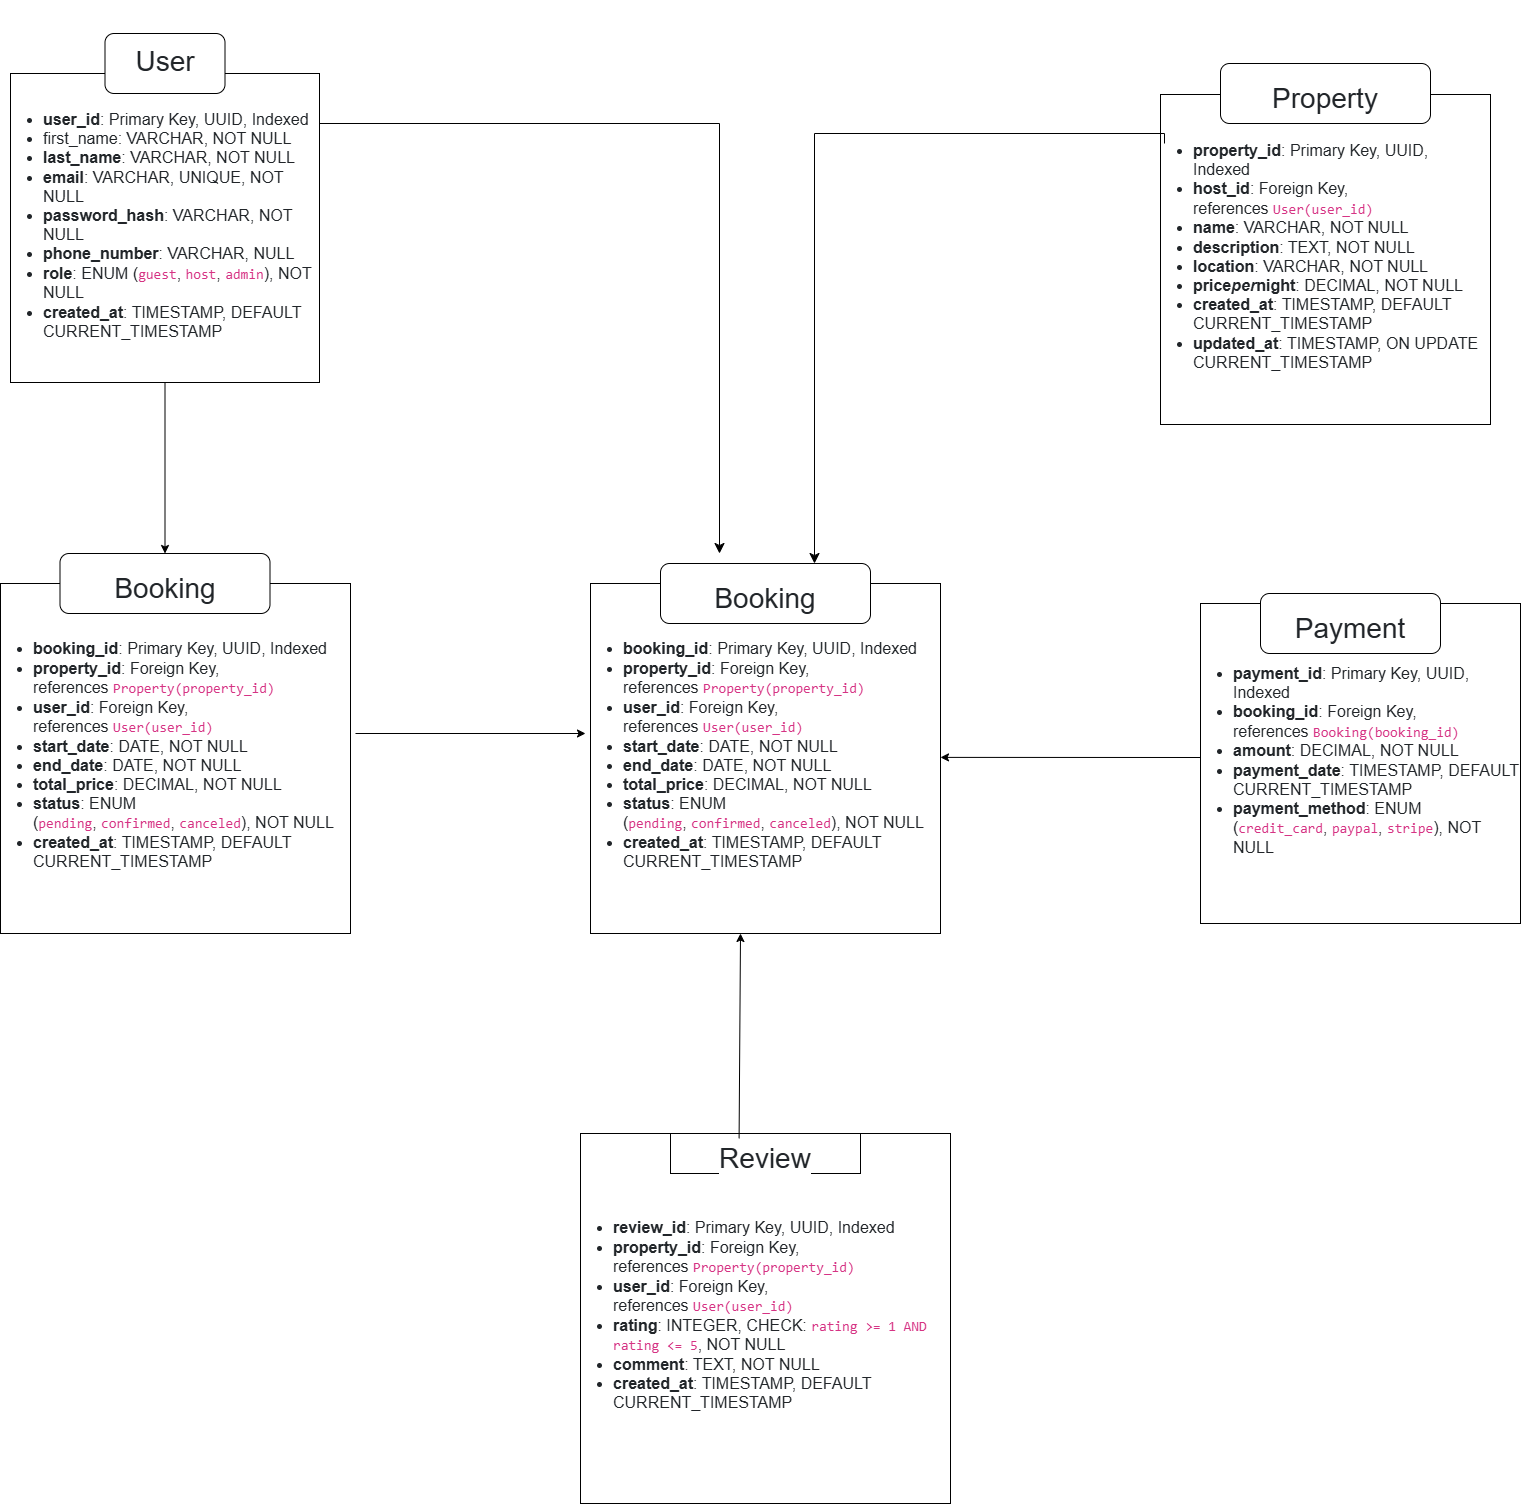 User
user_id: Primary Key, UUID, Indexed
first_name: VARCHAR, NOT NULL
last_name: VARCHAR, NOT NULL
email: VARCHAR, UNIQUE, NOT
NULL
password_hash: VARCHAR, NOT
NULL
phone_number: VARCHAR, NULL
role: ENUM (guest, host, admin), NOT
NULL
created_at: TIMESTAMP, DEFAULT
CURRENT_TIMESTAMP
Property
property_id: Primary Key, UUID,
Indexed
host_id: Foreign Key,
references User(user_id)
name: VARCHAR, NOT NULL
description: TEXT, NOT NULL
location: VARCHAR, NOT NULL
pricepernight: DECIMAL, NOT NULL
created_at: TIMESTAMP, DEFAULT
CURRENT_TIMESTAMP
updated_at: TIMESTAMP, ON UPDATE
CURRENT_TIMESTAMP
Booking
booking_id: Primary Key, UUID, Indexed
property_id: Foreign Key,
references Property(property_id)
user_id: Foreign Key,
references User(user_id)
start_date: DATE, NOT NULL
end_date: DATE, NOT NULL
total_price: DECIMAL, NOT NULL
status: ENUM
(pending, confirmed, canceled), NOT NULL
created_at: TIMESTAMP, DEFAULT
CURRENT_TIMESTAMP
Booking
booking_id: Primary Key, UUID, Indexed
property_id: Foreign Key,
references Property(property_id)
user_id: Foreign Key,
references User(user_id)
start_date: DATE, NOT NULL
end_date: DATE, NOT NULL
total_price: DECIMAL, NOT NULL
status: ENUM
(pending, confirmed, canceled), NOT NULL
created_at: TIMESTAMP, DEFAULT
CURRENT_TIMESTAMP
Payment
payment_id: Primary Key, UUID,
Indexed
booking_id: Foreign Key,
references Booking(booking_id)
amount: DECIMAL, NOT NULL
payment_date: TIMESTAMP, DEFAULT
CURRENT_TIMESTAMP
payment_method: ENUM
(credit_card, paypal, stripe), NOT
NULL
Review
review_id: Primary Key, UUID, Indexed
property_id: Foreign Key,
references Property(property_id)
user_id: Foreign Key,
references User(user_id)
rating: INTEGER, CHECK: rating >= 1 AND
rating <= 5, NOT NULL
comment: TEXT, NOT NULL
created_at: TIMESTAMP, DEFAULT
CURRENT_TIMESTAMP